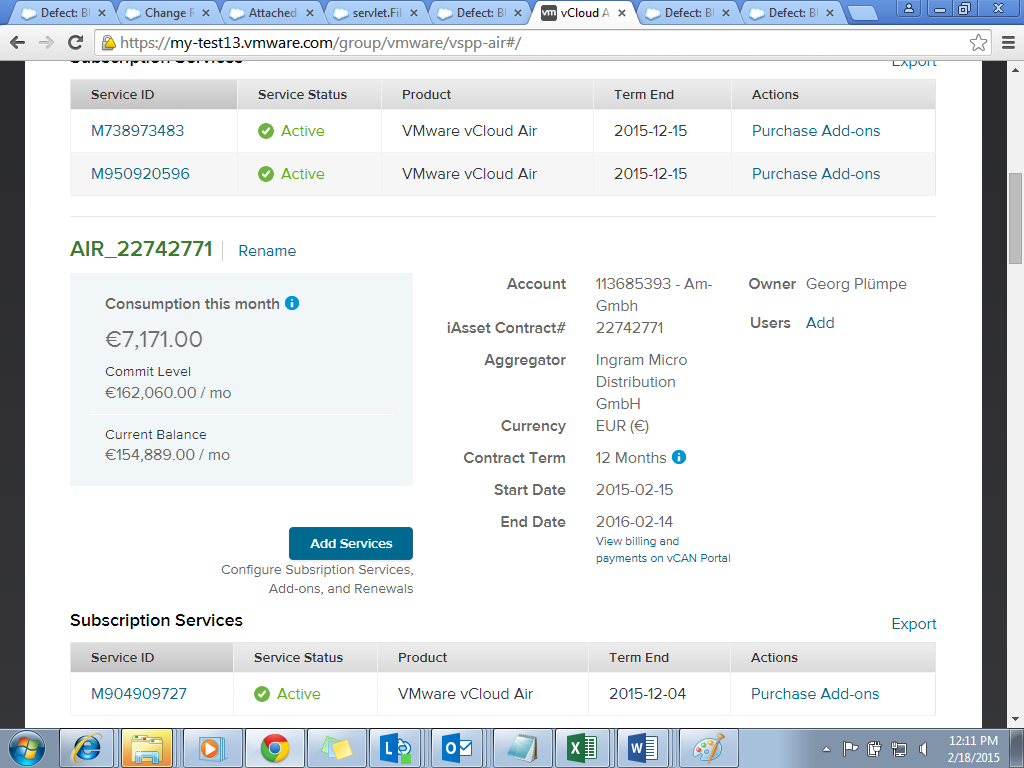 Defect: Bl
Change R
Attached
servlet.Fil
Defect: Bl
vm vCloud A
Defect: Bl
Defect: Bl
https://my-test13.vmware.com/group/vmware/vspp-air#/
Subscription Services
Export
Service ID Service Status Product Term End Actions
M738973483 Active VMware vCloud Air 2015-12-15 Purchase Add-ons
M950920596 Active VMware vCloud Air 2015-12-15 Purchase Add-ons
AIR_22742771 Rename
Consumption this month
€7,171.00
Commit Level
€162,060.00 / mo
Current Balance
€154,889.00 / mo
Add Services
Configure Subsription Services,
Add-ons, and Renewals
Account 113685393 - Am-
Gmbh
iAsset Contract# 22742771
Aggregator Ingram Micro
Distribution
GmbH
Currency EUR (€)
Contract Term 12 Months
Start Date 2015-02-15
End Date 2016-02-14
View billing and
payments on vCAN Portal
Owner Georg Plümpe
Users Add
Subscription Services
Export
Service ID Service Status Product Term End Actions
M904909727 Active VMware vCloud Air 2015-12-04 Purchase Add-ons
12:11 PM
2/18/2015